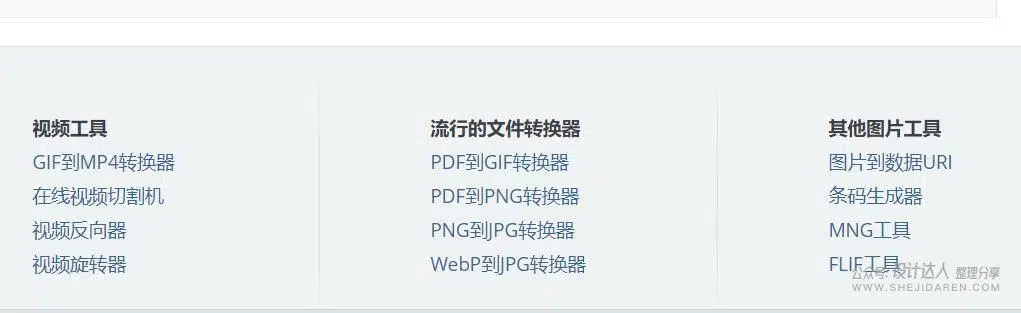 视频工具
GIF到MP4转换器
在线视频切割机
视频反向器
视频旋转器
流行的文件转换器
PDF到GIF转换器
PDF到PNG转换器
PNG到JPG转换器
WebP到JPG转换器
其他图片工具
图片到数据URI
条码生成器
MNG工具
FLIF工具
公众号: 设计达人 整理分享
WWW.SHEJIDAREN.COM